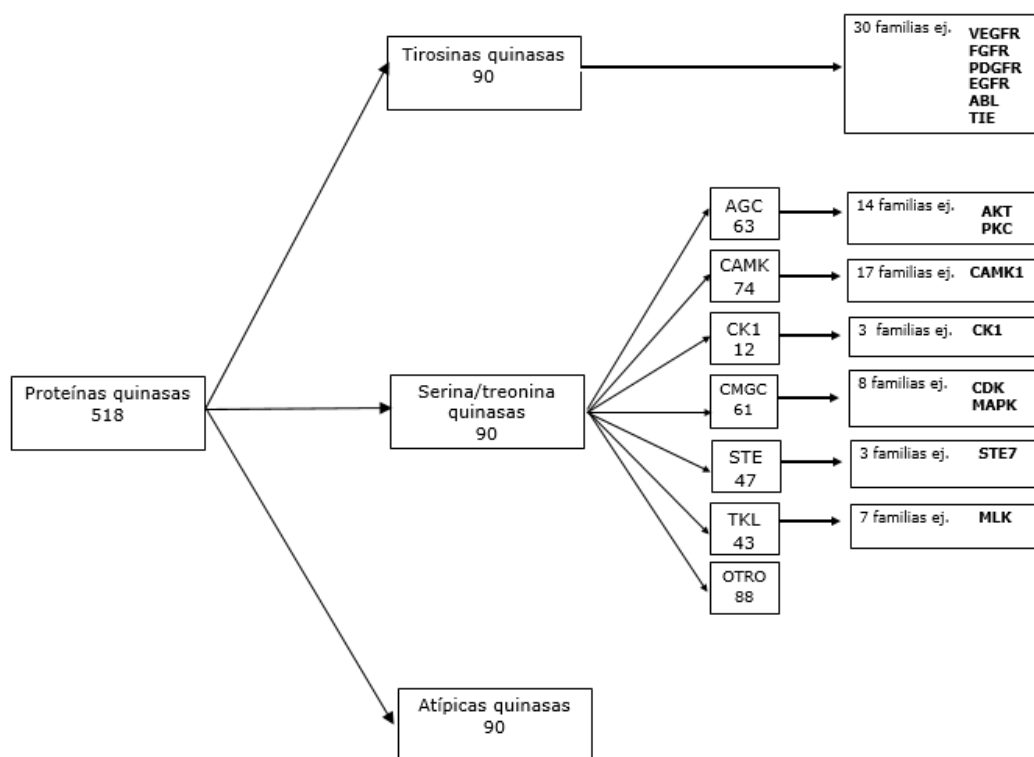 Tirosinas quinasas
90
30 familias ej.
VEGFR
FGFR
PDGFR
EGFR
ABL
TIE
Proteínas quinasas
518
Serina/treonina
quinasas
90
AGC
63
14 familias ej.
AKT
PKC
CAMK
74
17 familias ej. CAMK1
CK1
12
3 familias ej. CK1
CMGC
61
8 familias ej.
CDK
MAPK
STE
47
3 familias ej. STE7
TKL
43
7 familias ej. MLK
OTRO
88
Atípicas quinasas
90